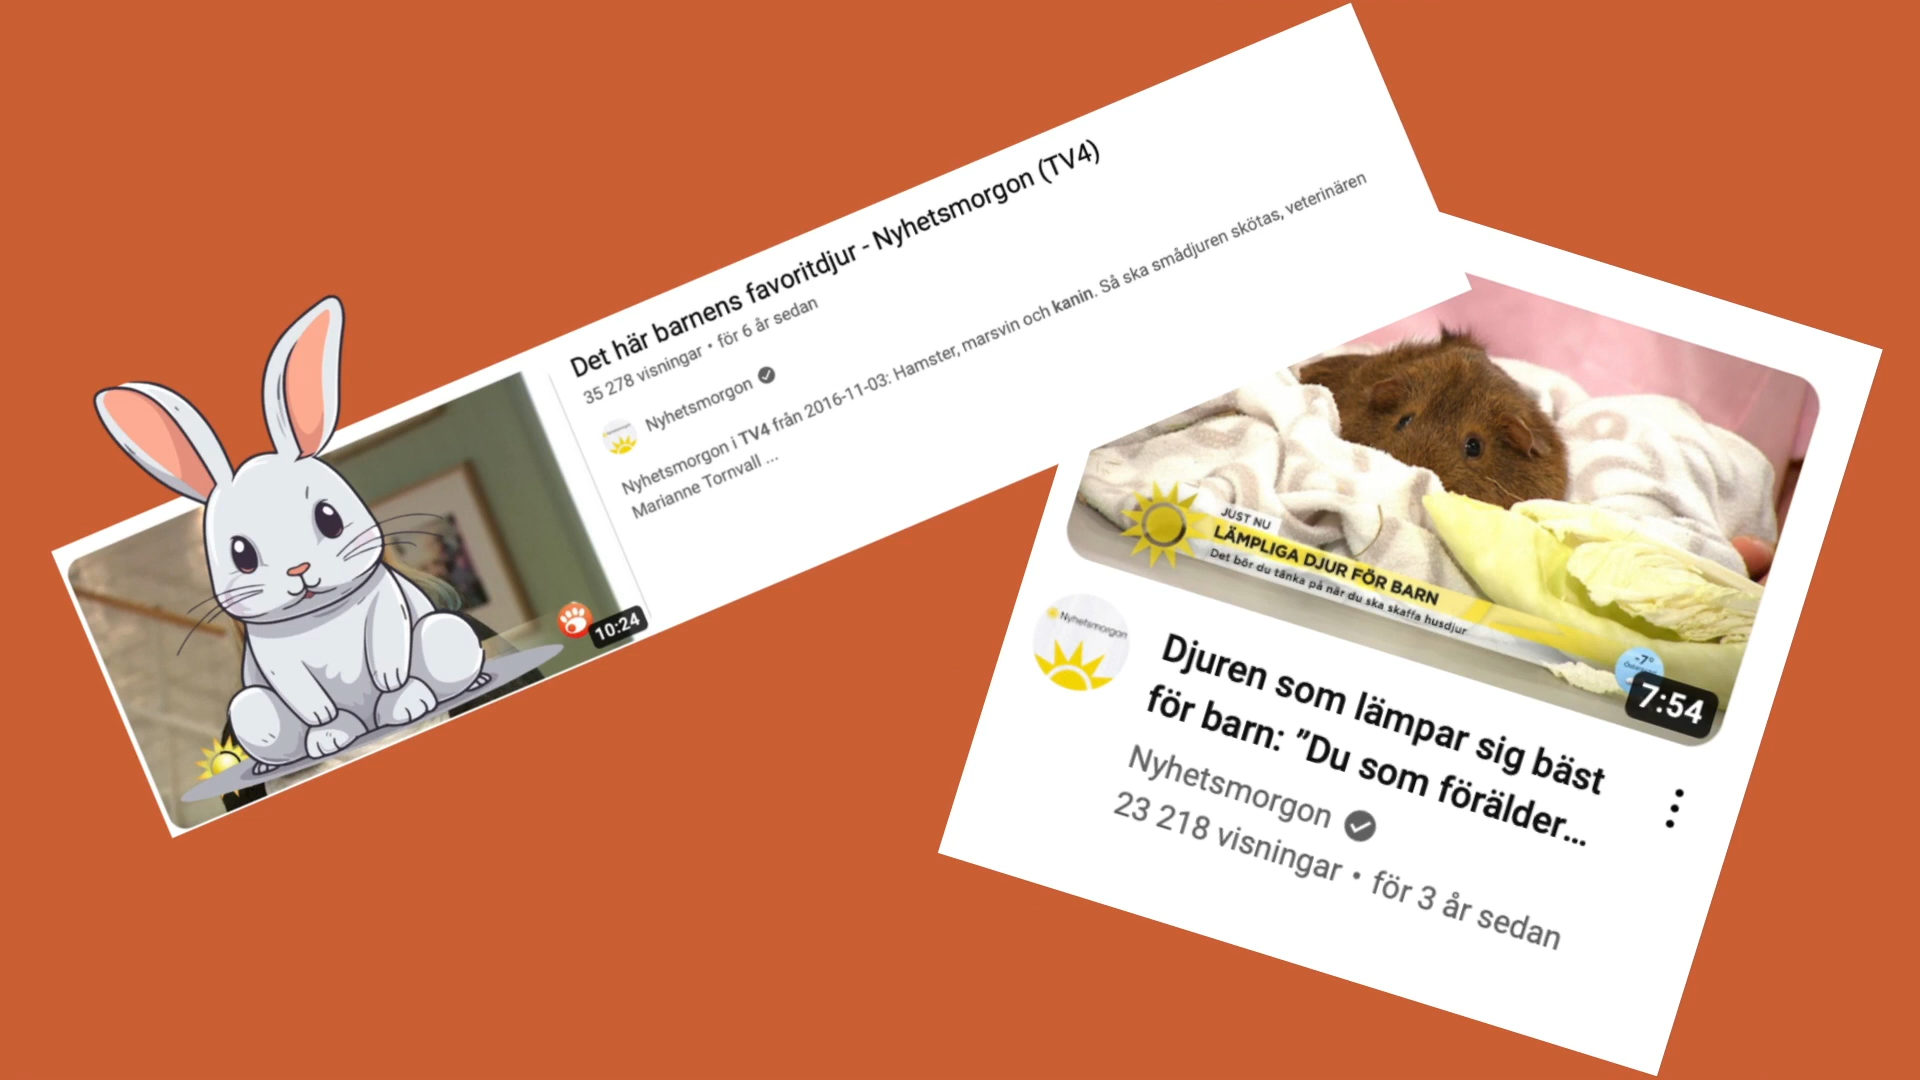 Det här barnens favoritdjur - Nyhetsmorgon (TV4)
35 278 visningar • för 6 år sedan
Nyhetsmorgon
Nyhetsmorgon i TV4 från 2016-11-03: Hamster, marsvin och kanin. Så ska smådjuren skötas, veterinären
Marianne Tornvall ...
10:24
JUST NU
LÄMPLIGA DJUR FÖR BARN
Det bör du tänka på när du ska skaffa husdjur
-7°
7:54
Nyhetsmorgon
Djuren som lämpar sig bäst
för barn: ”Du som förälder...
Nyhetsmorgon
23 218 visningar • för 3 år sedan